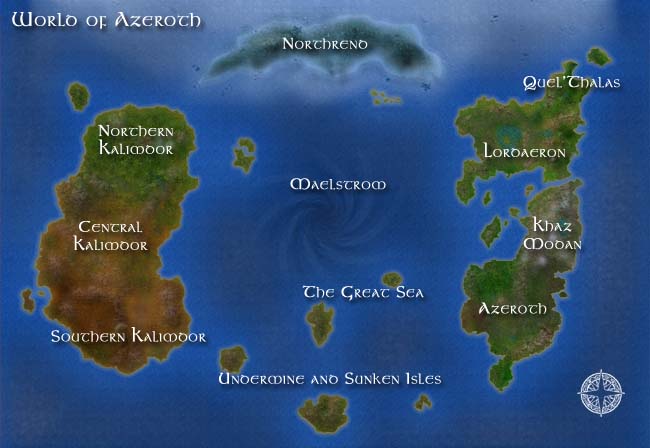 World of Azeroth
Northrend
Quel'Thalas
Northern
Kalimdor
Lordaeron
Maelstrom
Central
Kalimdor
Khaz
Modan
The Great Sea
Azeroth
Southern Kalimdor
Undermine and Sunken Isles